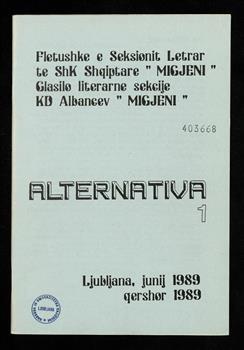 Fletushke e Seksionit Letrar
te ShK Shqiptare " MIGJENI "
Glasilo literarne sekcije
KD Albancev " MIGJENI "
403668
ALTERNATIVA
1
Ljubljana, junij 1989
qershor 1989
LJUBLJANA